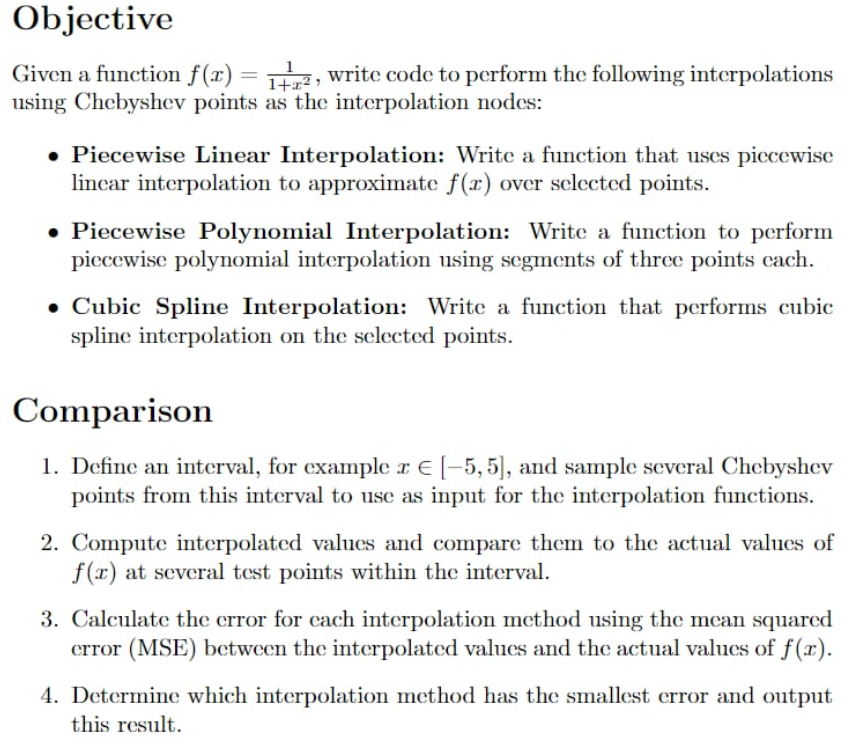 Objective
Given a function f(x) = 1/(1+x²), write code to perform the following interpolations
using Chebyshev points as the interpolation nodes:
• Piecewise Linear Interpolation: Write a function that uses piecewise
linear interpolation to approximate f(x) over selected points.
• Piecewise Polynomial Interpolation: Write a function to perform
piecewise polynomial interpolation using segments of three points each.
• Cubic Spline Interpolation: Write a function that performs cubic
spline interpolation on the selected points.
Comparison
1. Define an interval, for example x ∈ [−5, 5], and sample several Chebyshev
points from this interval to use as input for the interpolation functions.
2. Compute interpolated values and compare them to the actual values of
f(x) at several test points within the interval.
3. Calculate the error for each interpolation method using the mean squared
error (MSE) between the interpolated values and the actual values of f(x).
4. Determine which interpolation method has the smallest error and output
this result.